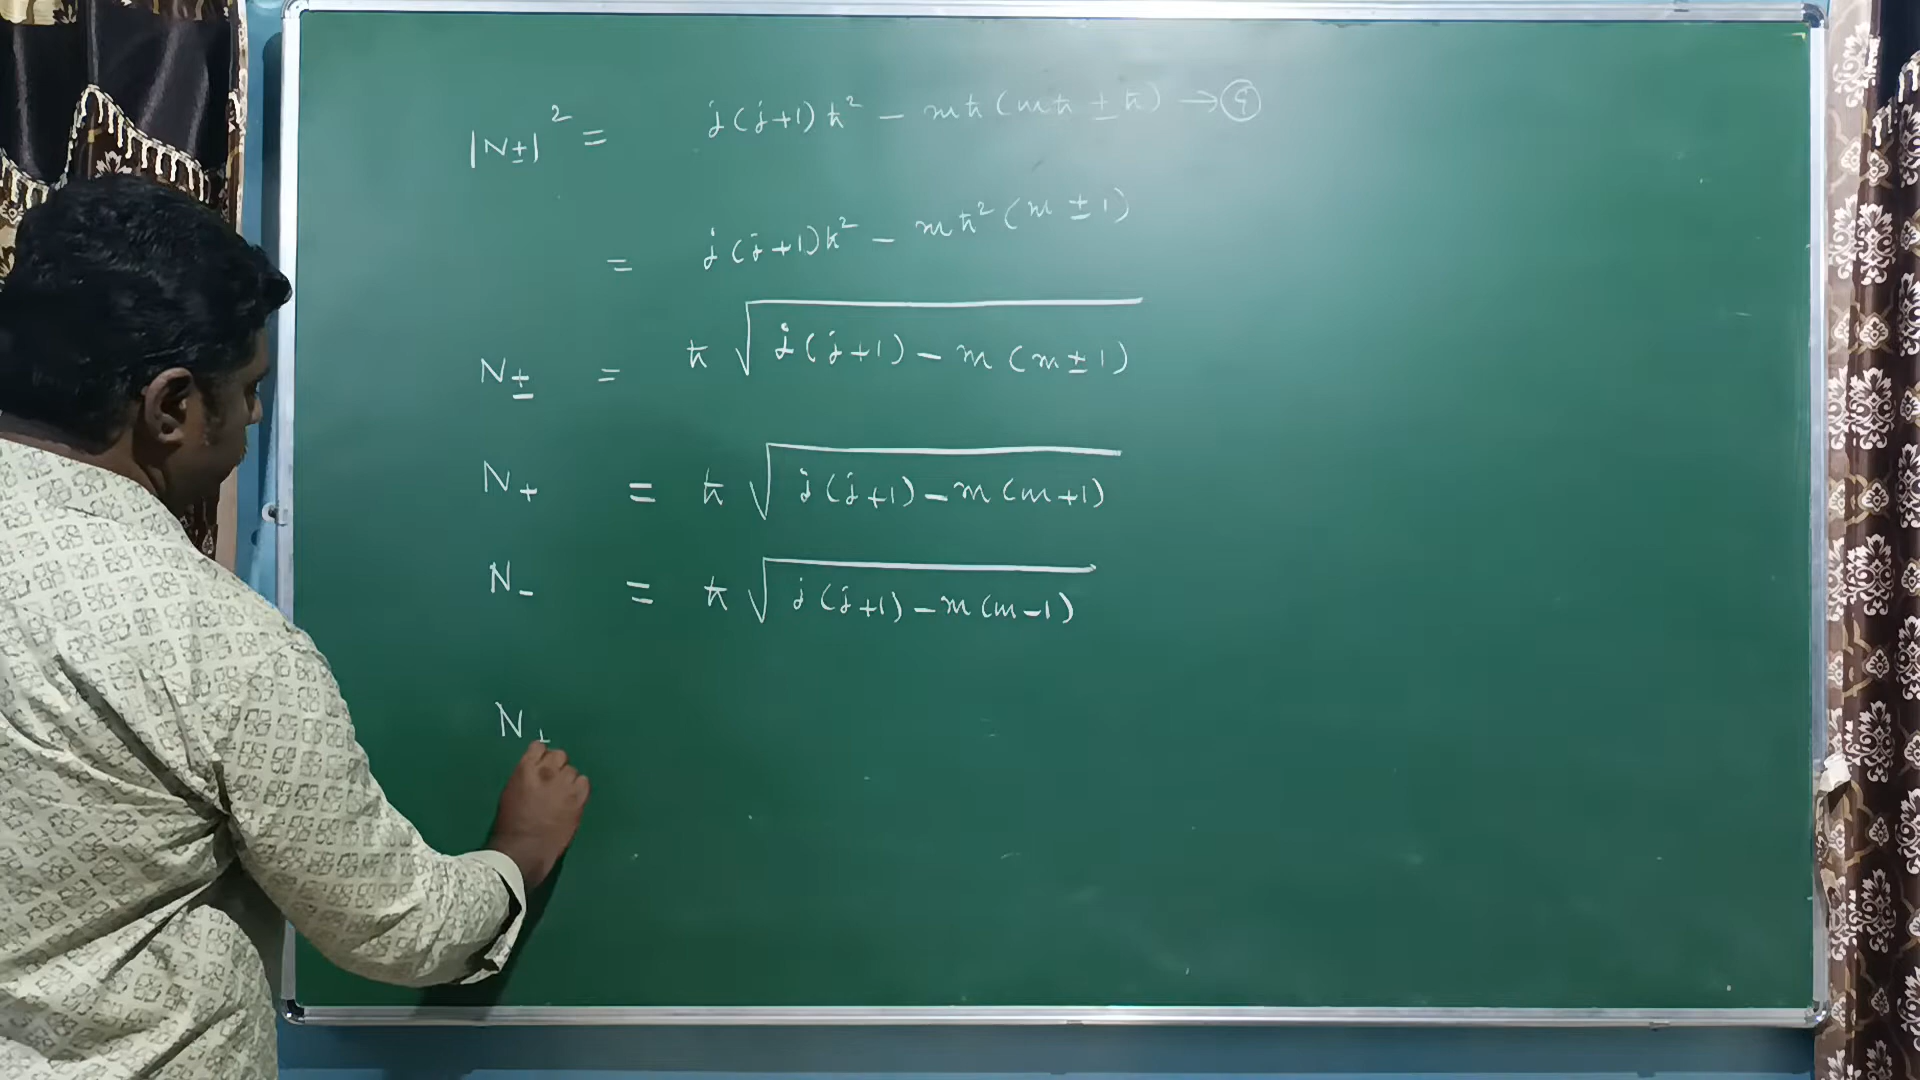 |N±|² = j(j+1)ħ² – mħ(mħ ± ħ) → ⑨
= j(j+1)ħ² – mħ²(m ± 1)
N± = ħ √(j(j+1) – m(m±1))
N₊ = ħ √(j(j+1) – m(m+1))
N₋ = ħ √(j(j+1) – m(m–1))
N